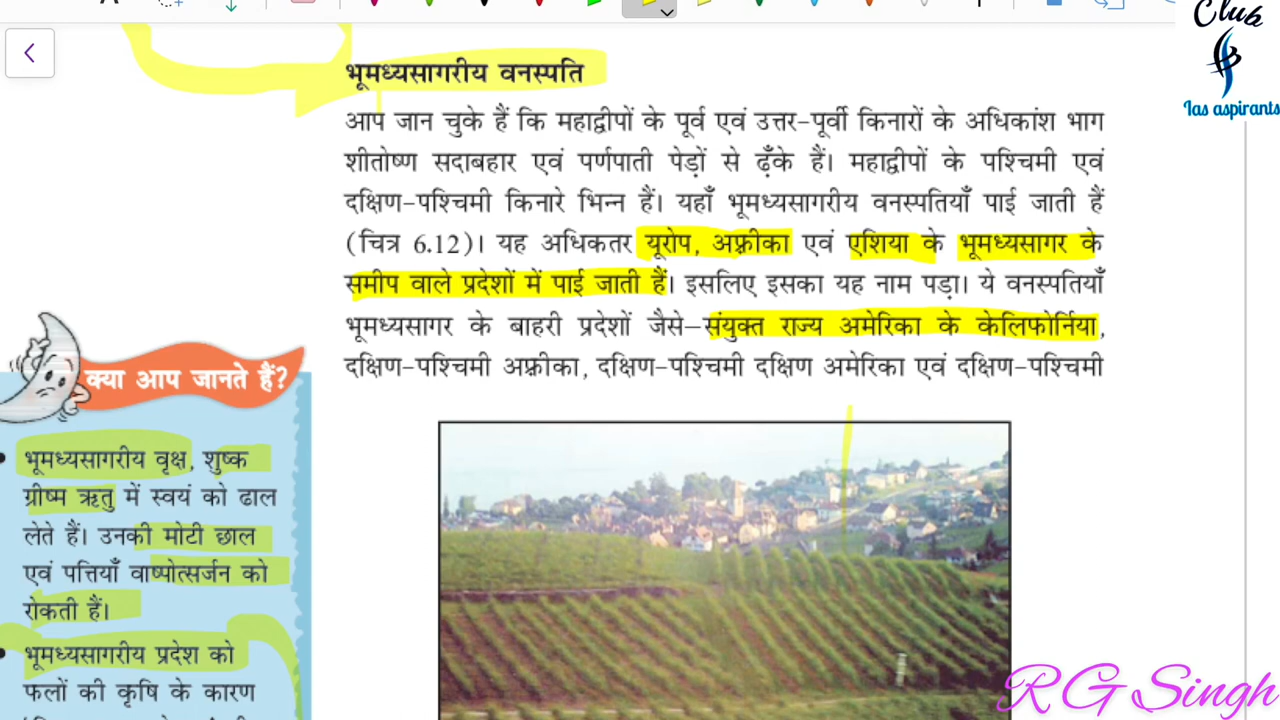 Club
Ias aspirants
भूमध्यसागरीय वनस्पति
आप जान चुके हैं कि महाद्वीपों के पूर्व एवं उत्तर-पूर्वी किनारों के अधिकांश भाग
शीतोष्ण सदाबहार एवं पर्णपाती पेड़ों से ढ़ँके हैं। महाद्वीपों के पश्चिमी एवं
दक्षिण-पश्चिमी किनारे भिन्न हैं। यहाँ भूमध्यसागरीय वनस्पतियाँ पाई जाती हैं
(चित्र 6.12)। यह अधिकतर यूरोप, अफ़्रीका एवं एशिया के भूमध्यसागर के
समीप वाले प्रदेशों में पाई जाती हैं। इसलिए इसका यह नाम पड़ा। ये वनस्पतियाँ
भूमध्यसागर के बाहरी प्रदेशों जैसे–संयुक्त राज्य अमेरिका के केलिफोर्निया,
दक्षिण-पश्चिमी अफ़्रीका, दक्षिण-पश्चिमी दक्षिण अमेरिका एवं दक्षिण-पश्चिमी
क्या आप जानते हैं?
भूमध्यसागरीय वृक्ष, शुष्क
ग्रीष्म ऋतु में स्वयं को ढाल
लेते हैं। उनकी मोटी छाल
एवं पत्तियाँ वाष्पोत्सर्जन को
रोकती हैं।
भूमध्यसागरीय प्रदेश को
फलों की कृषि के कारण
RG Singh